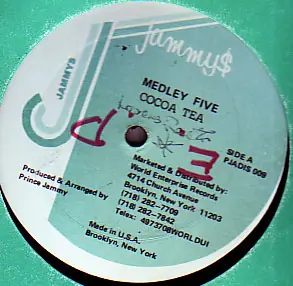 Jammy$
JAMMYS
MEDLEY FIVE
COCOA TEA
SIDE A
PJADIS 009
Produced & Arranged by
Prince Jammy
Marketed & Distributed by:
World Enterprise Records
4714 Church Avenue
Brooklyn, New York 11203
(718) 282-7709
(718) 282-7842
Telex: 4973708WORLDUI
Made in U.S.A.
Brooklyn, New York